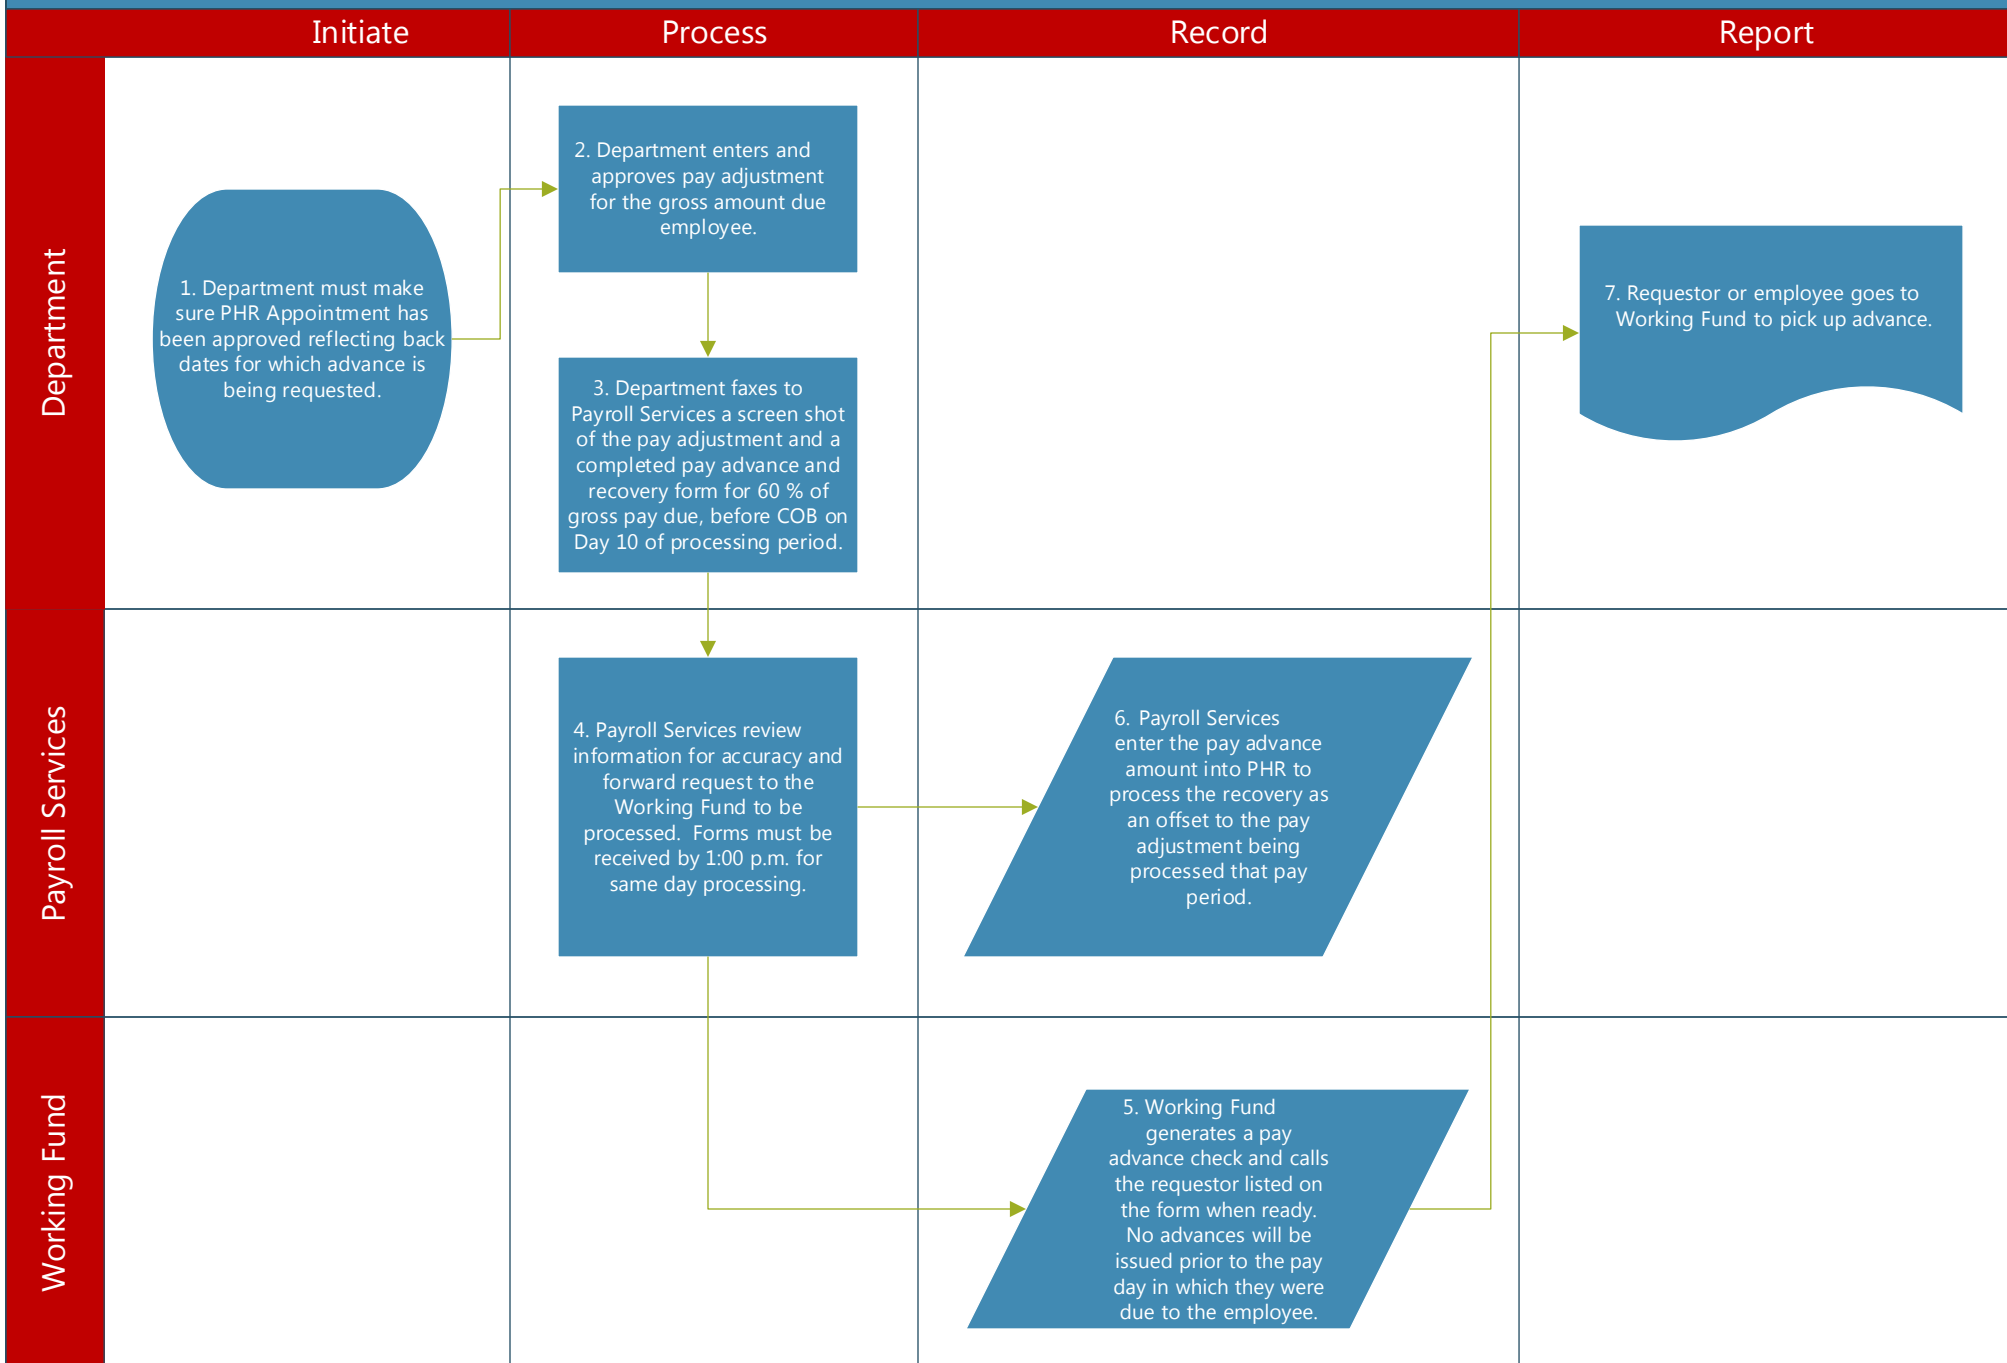 Initiate
Process
Record
Report
Department
1. Department must make
sure PHR Appointment has
been approved reflecting back
dates for which advance is
being requested.
2. Department enters and
approves pay adjustment
for the gross amount due
employee.
3. Department faxes to
Payroll Services a screen shot
of the pay adjustment and a
completed pay advance and
recovery form for 60 % of
gross pay due, before COB on
Day 10 of processing period.
7. Requestor or employee goes to
Working Fund to pick up advance.
Payroll Services
4. Payroll Services review
information for accuracy and
forward request to the
Working Fund to be
processed.  Forms must be
received by 1:00 p.m. for
same day processing.
6. Payroll Services
enter the pay advance
amount into PHR to
process the recovery as
an offset to the pay
adjustment being
processed that pay
period.
Working Fund
5. Working Fund
generates a pay
advance check and calls
the requestor listed on
the form when ready.
No advances will be
issued prior to the pay
day in which they were
due to the employee.